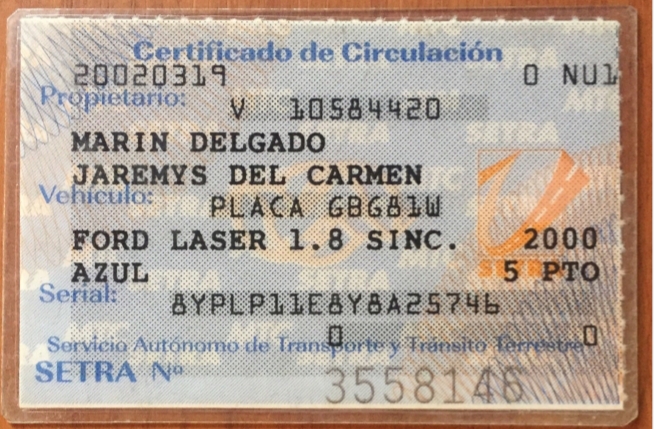 Certificado de Circulación
20020319 0 NU1
Propietario: V 10584420
MARIN DELGADO
JAREMYS DEL CARMEN
Vehículo: PLACA GBG81W
FORD LASER 1.8 SINC. 2000
AZUL 5 PTO
Serial: 8YPLP11E8Y8A25746
0 0
Servicio Autonomo de Transporte y Tránsito Terrestre
SETRA Nº 3558146